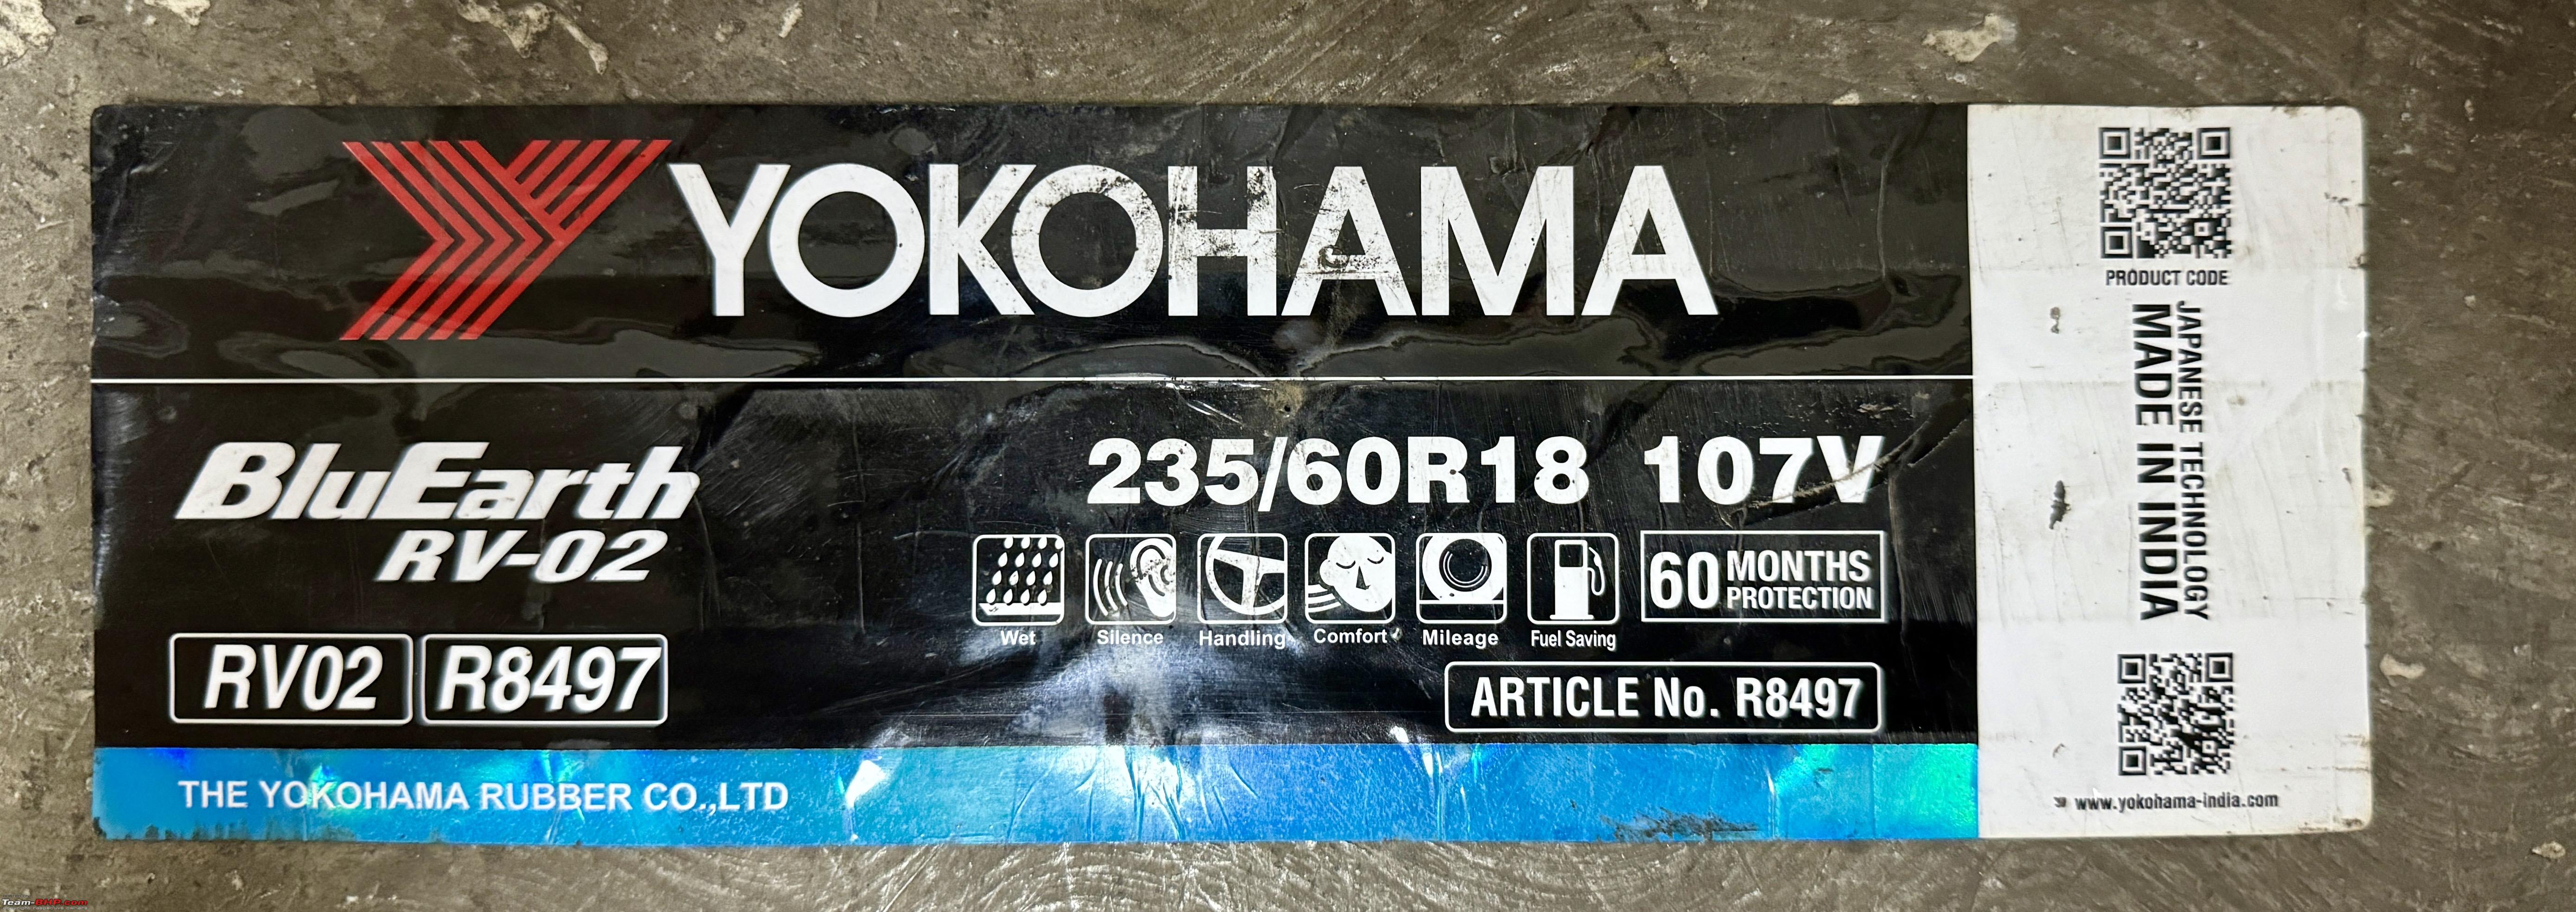 YOKOHAMA
BluEarth
RV-02
RV02 R8497
235/60R18 107V
Wet Silence Handling Comfort Mileage Fuel Saving
60 MONTHS PROTECTION
ARTICLE No. R8497
THE YOKOHAMA RUBBER CO.,LTD
PRODUCT CODE
JAPANESE TECHNOLOGY
MADE IN INDIA
www.yokohama-india.com
Team-BHP.com